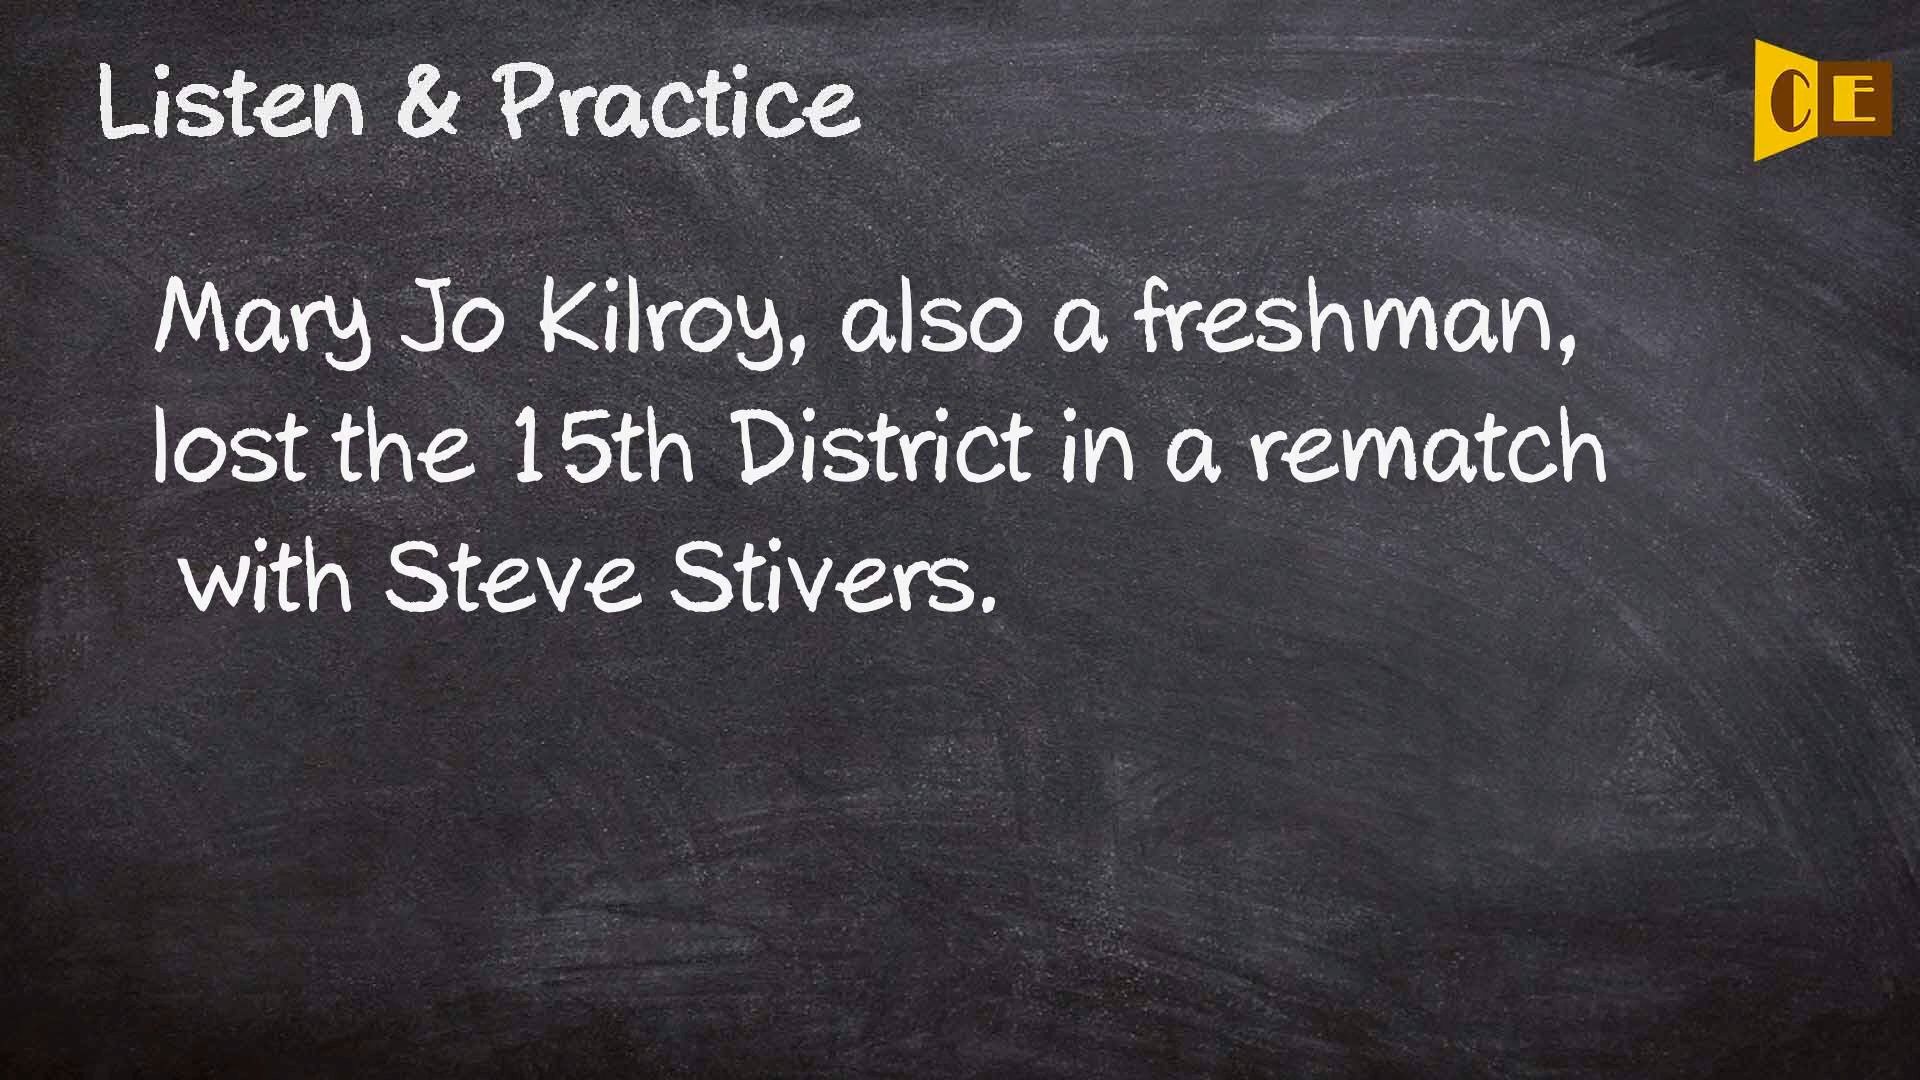 Listen & Practice
CE
Mary Jo Kilroy, also a freshman,
lost the 15th District in a rematch
with Steve Stivers.